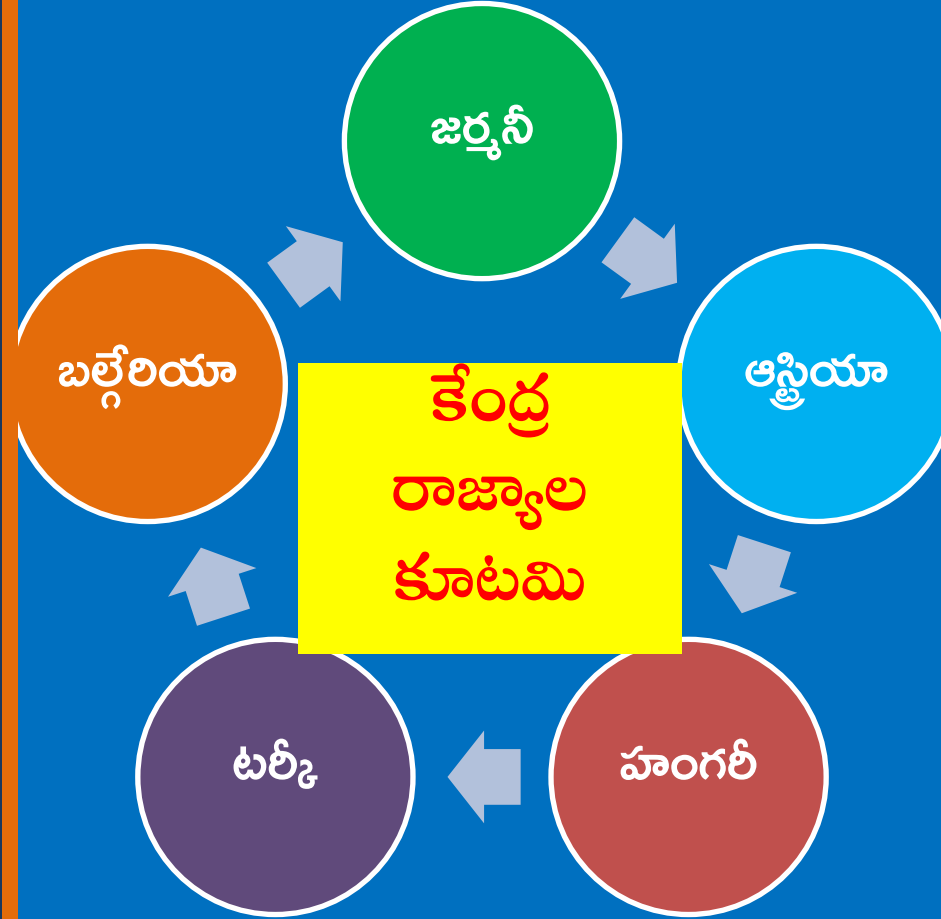 జర్మనీ
బల్గేరియా
ఆస్ట్రియా
కేంద్ర
రాజ్యాల
కూటమి
టర్కీ
హంగరీ